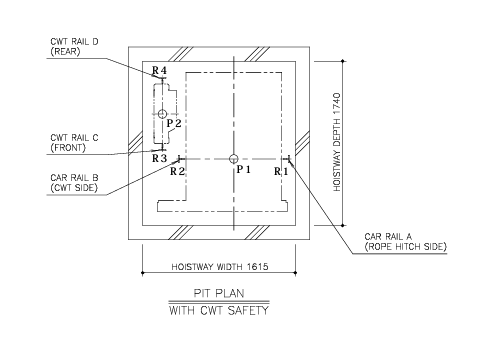 CWT RAIL D
(REAR)
R4
P2
CWT RAIL C
(FRONT)
R3
CAR RAIL B
(CWT SIDE)
R2
P1
R1
HOISTWAY DEPTH 1740
CAR RAIL A
(ROPE HITCH SIDE)
HOISTWAY WIDTH 1615
PIT PLAN
WITH CWT SAFETY